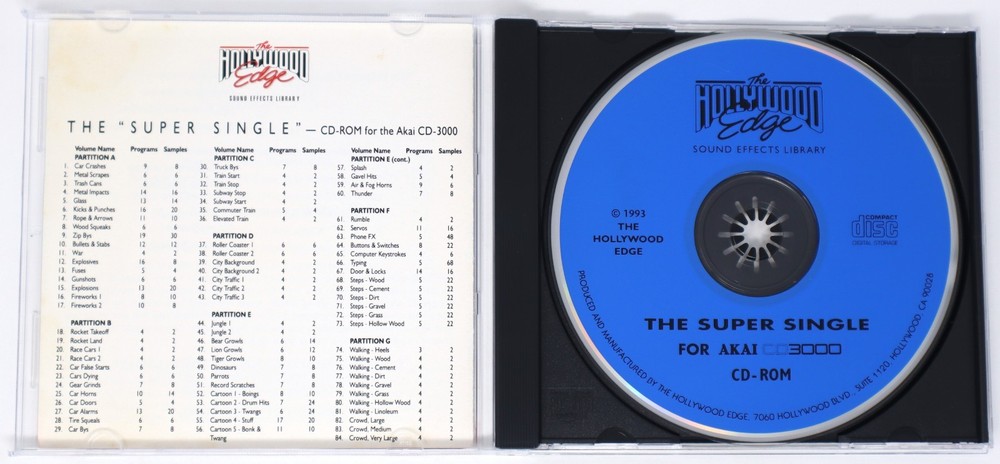 The
HOLLYWOOD
Edge
SOUND EFFECTS LIBRARY
THE "SUPER SINGLE" — CD-ROM for the Akai CD-3000
Volume Name Programs Samples
PARTITION A
1. Car Crashes 9 8
2. Metal Scrapes 6 6
3. Trash Cans 6 6
4. Metal Impacts 14 16
5. Glass 13 14
6. Kicks & Punches 16 20
7. Rope & Arrows 11 10
8. Wood Squeaks 6 6
9. Zip Bys 19 30
10. Bullets & Stabs 12 12
11. War 4 2
12. Explosives 16 8
13. Fuses 5 4
14. Gunshots 6 6
15. Explosions 13 20
16. Fireworks 1 8 10
17. Fireworks 2 10 8
PARTITION B
18. Rocket Takeoff 4 2
19. Rocket Land 4 2
20. Race Cars 1 4 2
21. Race Cars 2 4 2
22. Car False Starts 6 6
23. Cars Dying 6 6
24. Gear Grinds 7 8
25. Car Horns 10 14
26. Car Doors 5 4
27. Car Alarms 13 20
28. Tire Squeals 6 6
29. Car Bys 7 8
Volume Name Programs Samples
PARTITION C
30. Truck Bys 7 8
31. Train Start 4 2
32. Train Stop 4 2
33. Subway Stop 4 2
34. Subway Start 4 2
35. Commuter Train 5 4
36. Elevated Train 4 2
PARTITION D
37. Roller Coaster 1 6 6
38. Roller Coaster 2 6 6
39. City Background 4 2
40. City Background 2 4 2
41. City Traffic 1 4 2
42. City Traffic 2 4 2
43. City Traffic 3 4 2
PARTITION E
44. Jungle 1 4 2
45. Jungle 2 4 2
46. Bear Growls 6 14
47. Lion Growls 6 12
48. Tiger Growls 8 10
49. Dinosaurs 7 8
50. Parrots 7 8
51. Record Scratches 7 8
52. Cartoon 1 - Boings 8 10
53. Cartoon 2 - Drum Hits 7 24
54. Cartoon 3 - Twangs 6 24
55. Cartoon 4 - Stuff 17 20
56. Cartoon 5 - Bonk & 11 10
Twang
Volume Name Programs Samples
PARTITION E (cont.)
57. Splash 4 2
58. Gavel Hits 5 4
59. Air & Fog Horns 9 6
60. Thunder 7 8
PARTITION F
61. Rumble 4 2
62. Servos 11 16
63. Phone FX 5 48
64. Buttons & Switches 8 22
65. Computer Keystrokes 4 6
66. Typing 5 68
67. Door & Locks 14 16
68. Steps - Wood 5 22
69. Steps - Cement 5 22
70. Steps - Dirt 5 22
71. Steps - Gravel 5 22
72. Steps - Grass 5 22
73. Steps - Hollow Wood 5 22
PARTITION G
74. Walking - Heels 3 2
75. Walking - Wood 4 2
76. Walking - Cement 4 2
77. Walking - Dirt 4 2
78. Walking - Gravel 4 2
79. Walking - Grass 4 2
80. Walking - Hollow Wood 4 2
81. Walking - Linoleum 4 2
82. Crowd, Large 4 2
83. Crowd, Medium 4 2
84. Crowd, Very Large 4 2
The
HOLLYWOOD
Edge
SOUND EFFECTS LIBRARY
© 1993
THE
HOLLYWOOD
EDGE
COMPACT
disc
DIGITAL STORAGE
THE SUPER SINGLE
FOR AKAI CD3000
CD-ROM
PRODUCED AND MANUFACTURED BY THE HOLLYWOOD EDGE, 7060 HOLLYWOOD BLVD., SUITE 1120, HOLLYWOOD, CA 90028